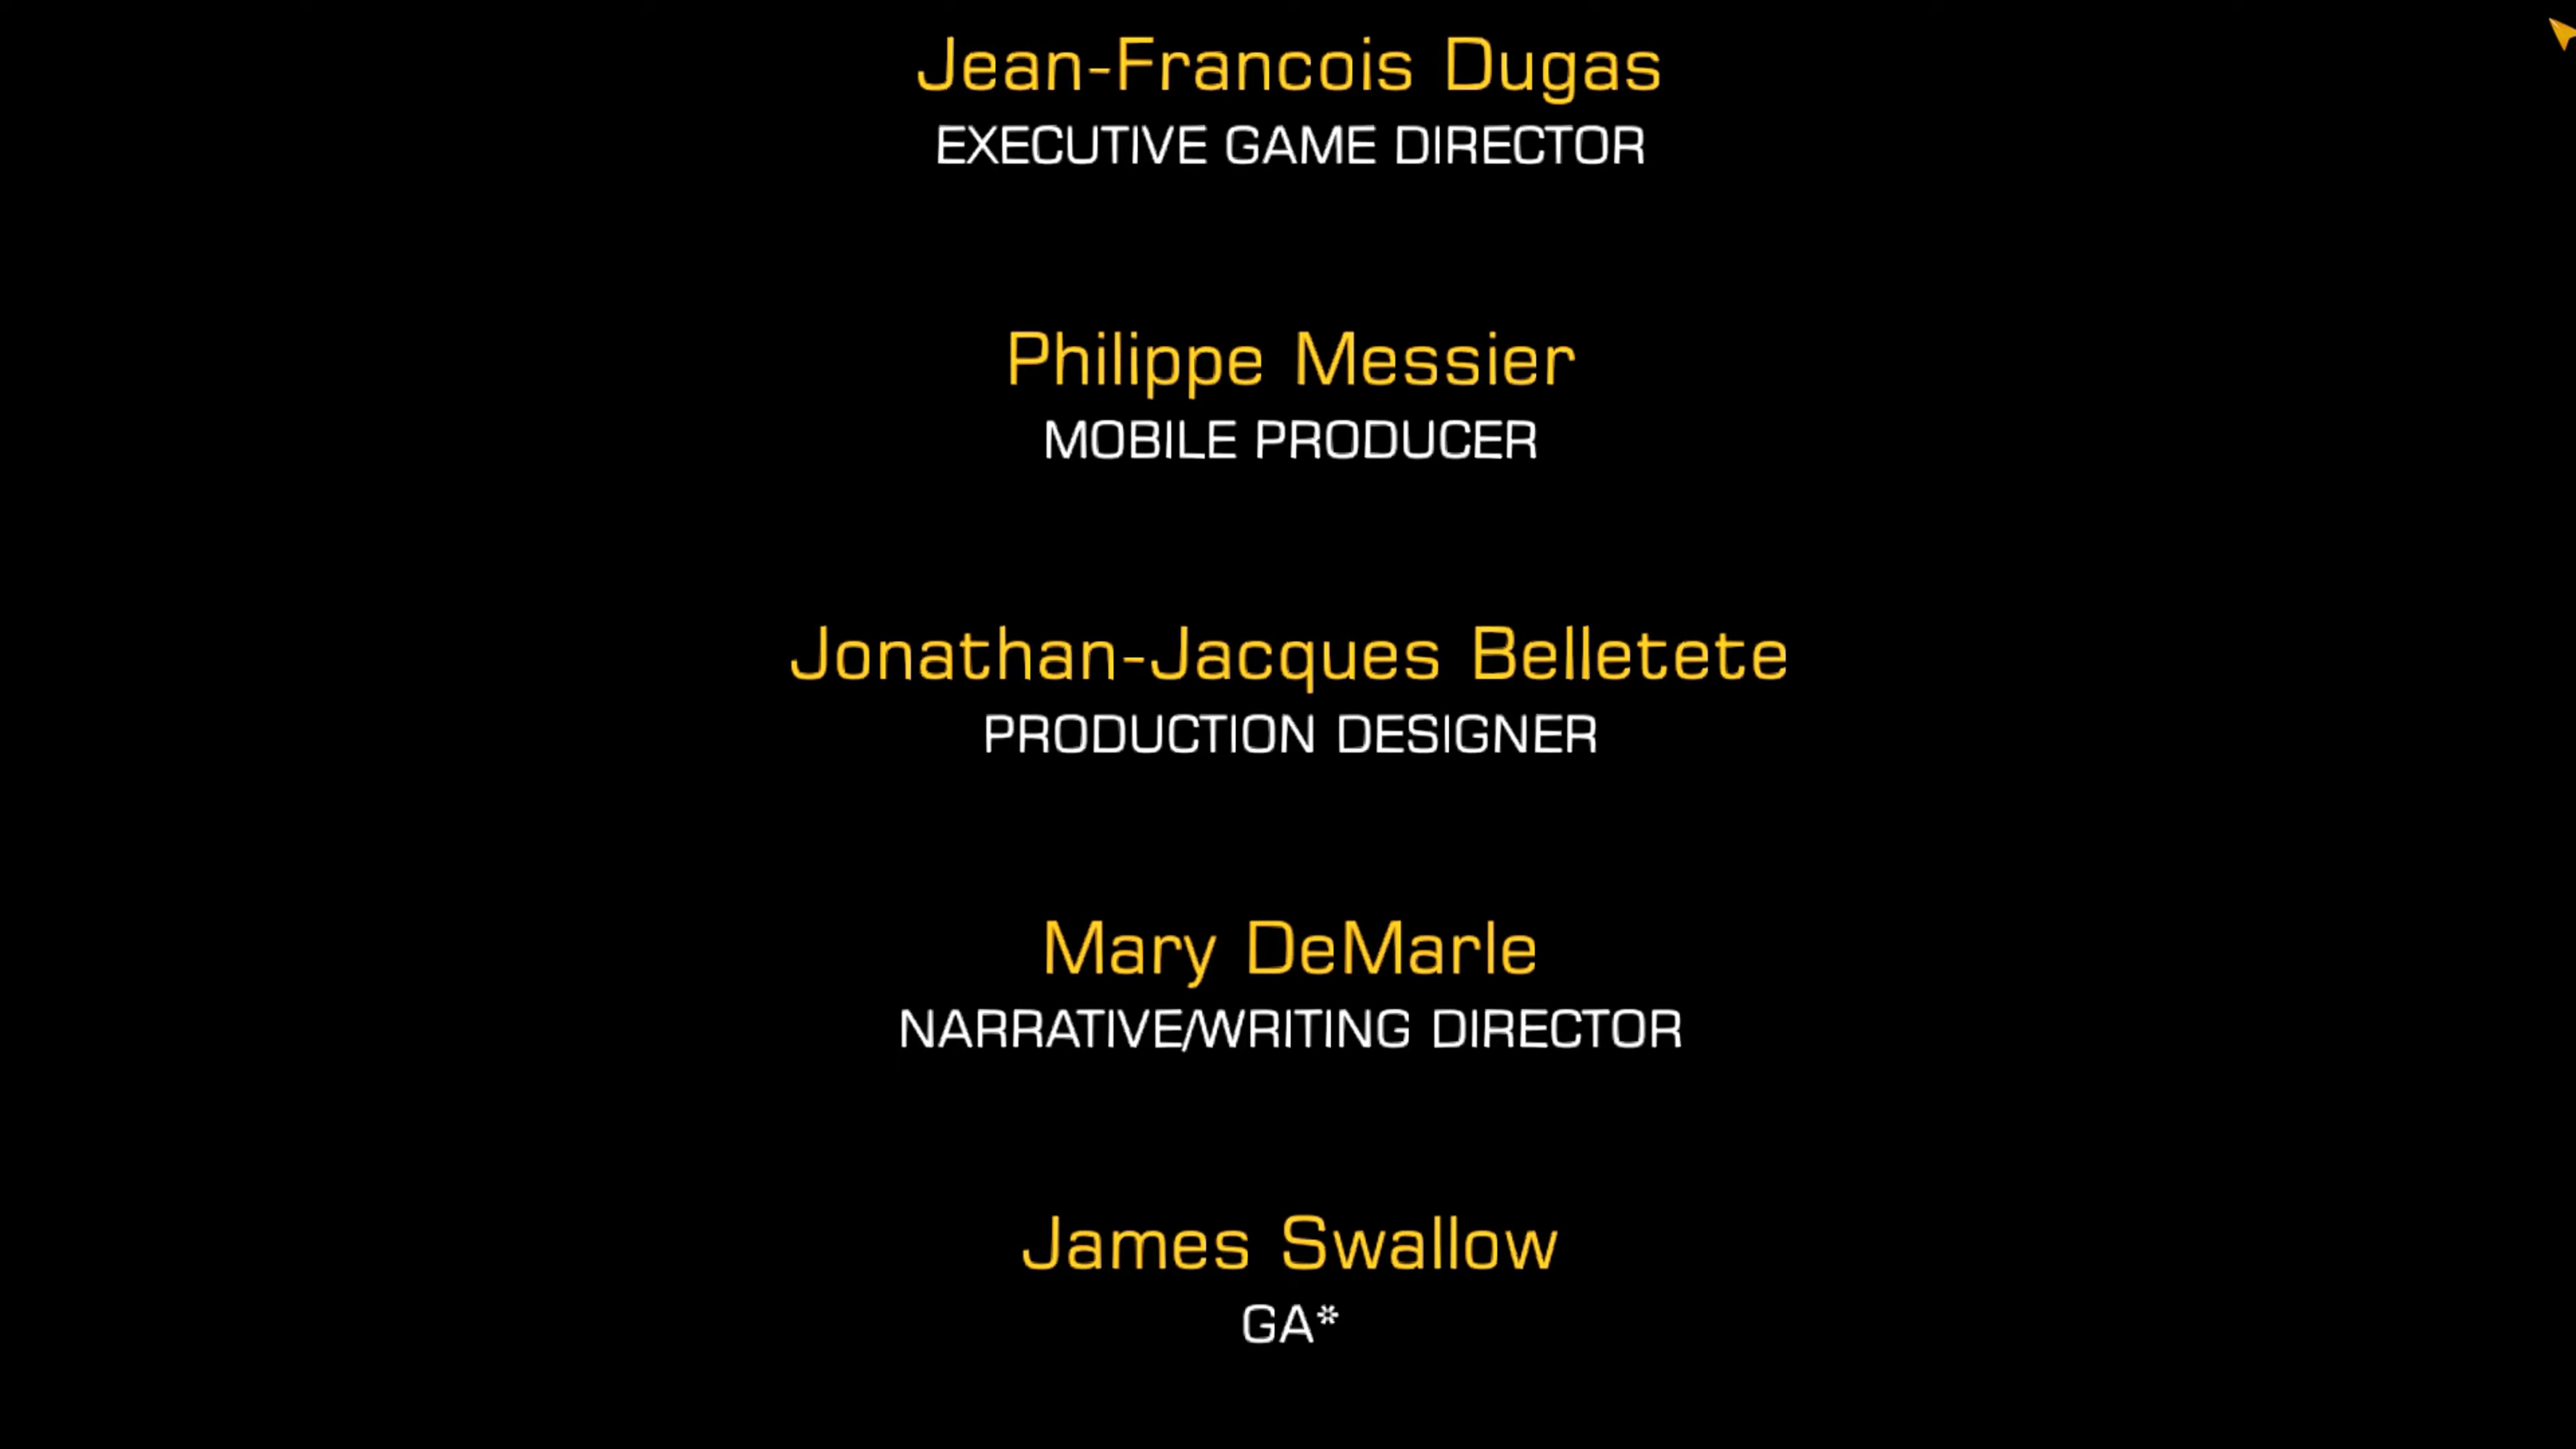 Jean-Francois Dugas
EXECUTIVE GAME DIRECTOR
Philippe Messier
MOBILE PRODUCER
Jonathan-Jacques Belletete
PRODUCTION DESIGNER
Mary DeMarle
NARRATIVE/WRITING DIRECTOR
James Swallow
GA*